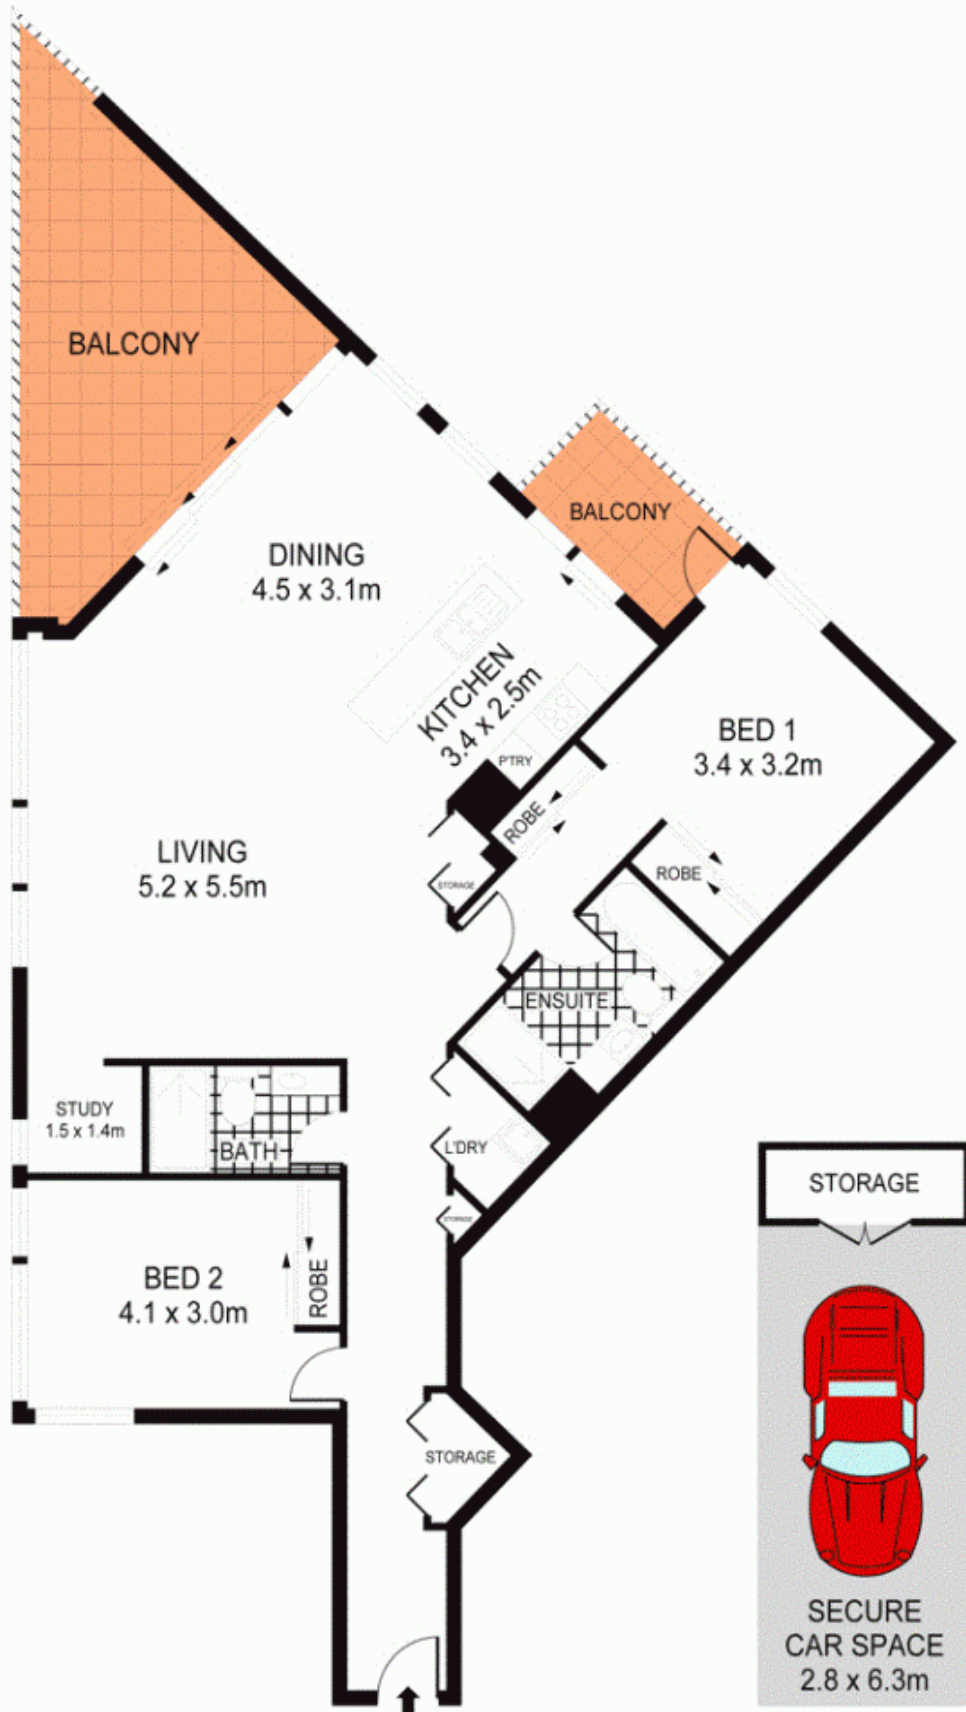 BALCONY
BALCONY
DINING
4.5 x 3.1m
KITCHEN
3.4 x 2.5m
P'TRY
BED 1
3.4 x 3.2m
ROBE
ROBE
LIVING
5.2 x 5.5m
STORAGE
ENSUITE
STUDY
1.5 x 1.4m
BATH
L'DRY
STORAGE
BED 2
4.1 x 3.0m
ROBE
STORAGE
STORAGE
SECURE
CAR SPACE
2.8 x 6.3m